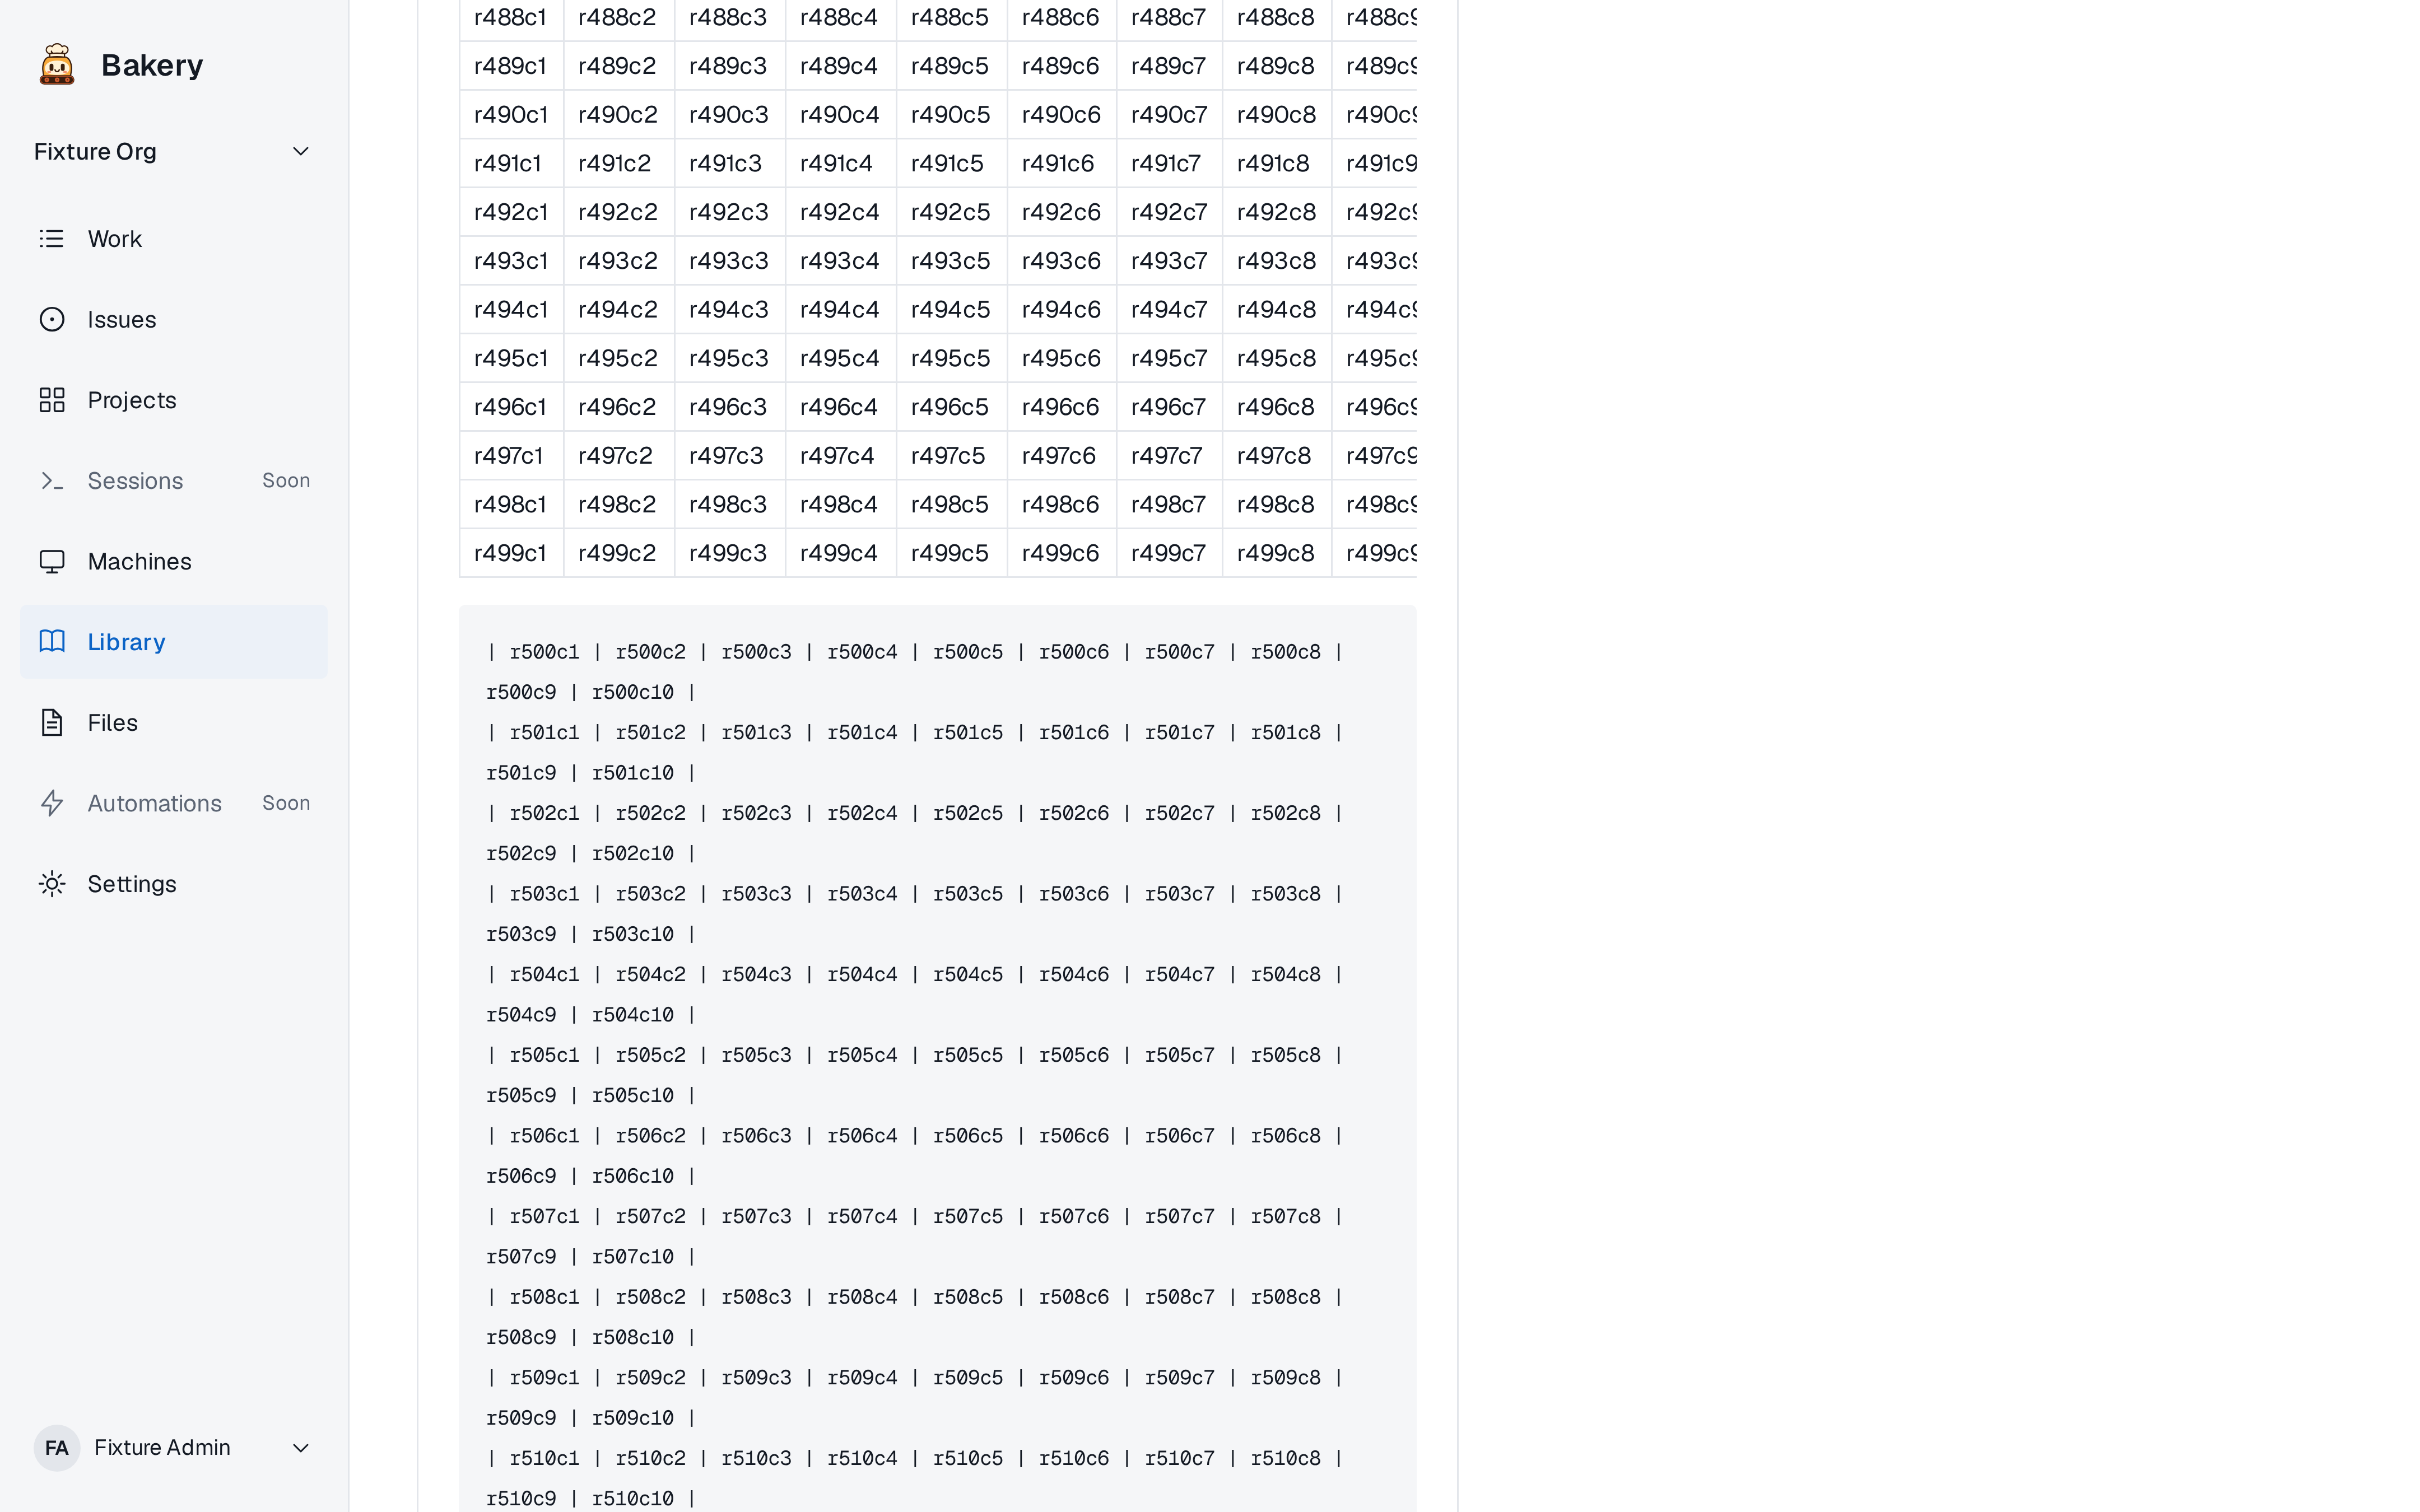 Bakery
Fixture Org
Work
Issues
Projects
Sessions Soon
Machines
Library
Files
Automations Soon
Settings
FA Fixture Admin
r488c1 r488c2 r488c3 r488c4 r488c5 r488c6 r488c7 r488c8 r488c9
r489c1 r489c2 r489c3 r489c4 r489c5 r489c6 r489c7 r489c8 r489c9
r490c1 r490c2 r490c3 r490c4 r490c5 r490c6 r490c7 r490c8 r490c9
r491c1 r491c2 r491c3 r491c4 r491c5 r491c6 r491c7 r491c8 r491c9
r492c1 r492c2 r492c3 r492c4 r492c5 r492c6 r492c7 r492c8 r492c9
r493c1 r493c2 r493c3 r493c4 r493c5 r493c6 r493c7 r493c8 r493c9
r494c1 r494c2 r494c3 r494c4 r494c5 r494c6 r494c7 r494c8 r494c9
r495c1 r495c2 r495c3 r495c4 r495c5 r495c6 r495c7 r495c8 r495c9
r496c1 r496c2 r496c3 r496c4 r496c5 r496c6 r496c7 r496c8 r496c9
r497c1 r497c2 r497c3 r497c4 r497c5 r497c6 r497c7 r497c8 r497c9
r498c1 r498c2 r498c3 r498c4 r498c5 r498c6 r498c7 r498c8 r498c9
r499c1 r499c2 r499c3 r499c4 r499c5 r499c6 r499c7 r499c8 r499c9
| r500c1 | r500c2 | r500c3 | r500c4 | r500c5 | r500c6 | r500c7 | r500c8 |
r500c9 | r500c10 |
| r501c1 | r501c2 | r501c3 | r501c4 | r501c5 | r501c6 | r501c7 | r501c8 |
r501c9 | r501c10 |
| r502c1 | r502c2 | r502c3 | r502c4 | r502c5 | r502c6 | r502c7 | r502c8 |
r502c9 | r502c10 |
| r503c1 | r503c2 | r503c3 | r503c4 | r503c5 | r503c6 | r503c7 | r503c8 |
r503c9 | r503c10 |
| r504c1 | r504c2 | r504c3 | r504c4 | r504c5 | r504c6 | r504c7 | r504c8 |
r504c9 | r504c10 |
| r505c1 | r505c2 | r505c3 | r505c4 | r505c5 | r505c6 | r505c7 | r505c8 |
r505c9 | r505c10 |
| r506c1 | r506c2 | r506c3 | r506c4 | r506c5 | r506c6 | r506c7 | r506c8 |
r506c9 | r506c10 |
| r507c1 | r507c2 | r507c3 | r507c4 | r507c5 | r507c6 | r507c7 | r507c8 |
r507c9 | r507c10 |
| r508c1 | r508c2 | r508c3 | r508c4 | r508c5 | r508c6 | r508c7 | r508c8 |
r508c9 | r508c10 |
| r509c1 | r509c2 | r509c3 | r509c4 | r509c5 | r509c6 | r509c7 | r509c8 |
r509c9 | r509c10 |
| r510c1 | r510c2 | r510c3 | r510c4 | r510c5 | r510c6 | r510c7 | r510c8 |
r510c9 | r510c10 |